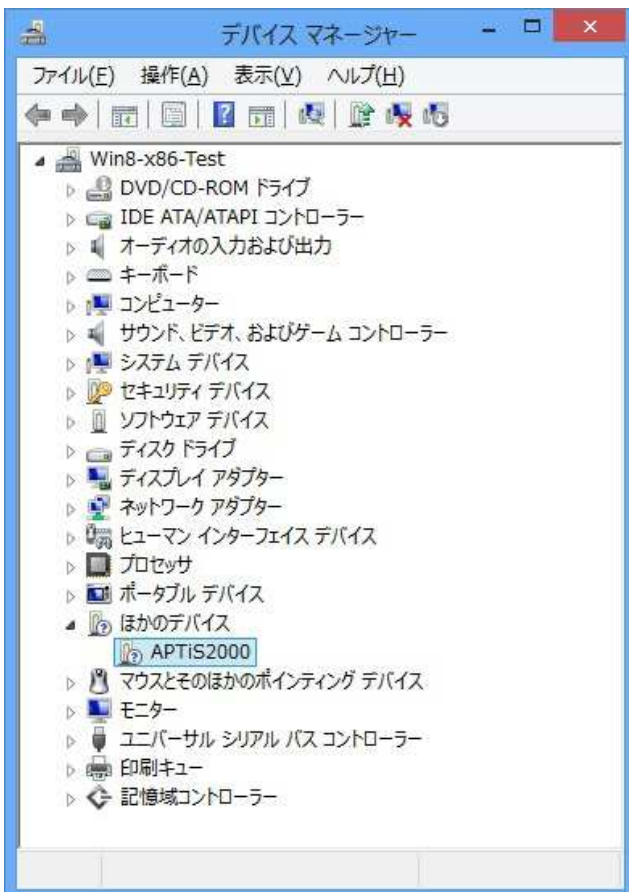 デバイス マネージャー
ファイル(F) 操作(A) 表示(V) ヘルプ(H)
Win8-x86-Test
DVD/CD-ROM ドライブ
IDE ATA/ATAPI コントローラー
オーディオの入力および出力
キーボード
コンピューター
サウンド、ビデオ、およびゲーム コントローラー
システム デバイス
セキュリティ デバイス
ソフトウェア デバイス
ディスク ドライブ
ディスプレイ アダプター
ネットワーク アダプター
ヒューマン インターフェイス デバイス
プロセッサ
ポータブル デバイス
ほかのデバイス
APTiS2000
マウスとそのほかのポインティング デバイス
モニター
ユニバーサル シリアル バス コントローラー
印刷キュー
記憶域コントローラー